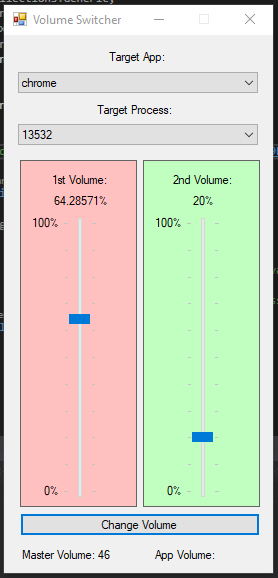 Volume Switcher
Target App:
chrome
Target Process:
13532
1st Volume:
64.28571%
100%
0%
2nd Volume:
20%
100%
0%
Change Volume
Master Volume: 46
App Volume: